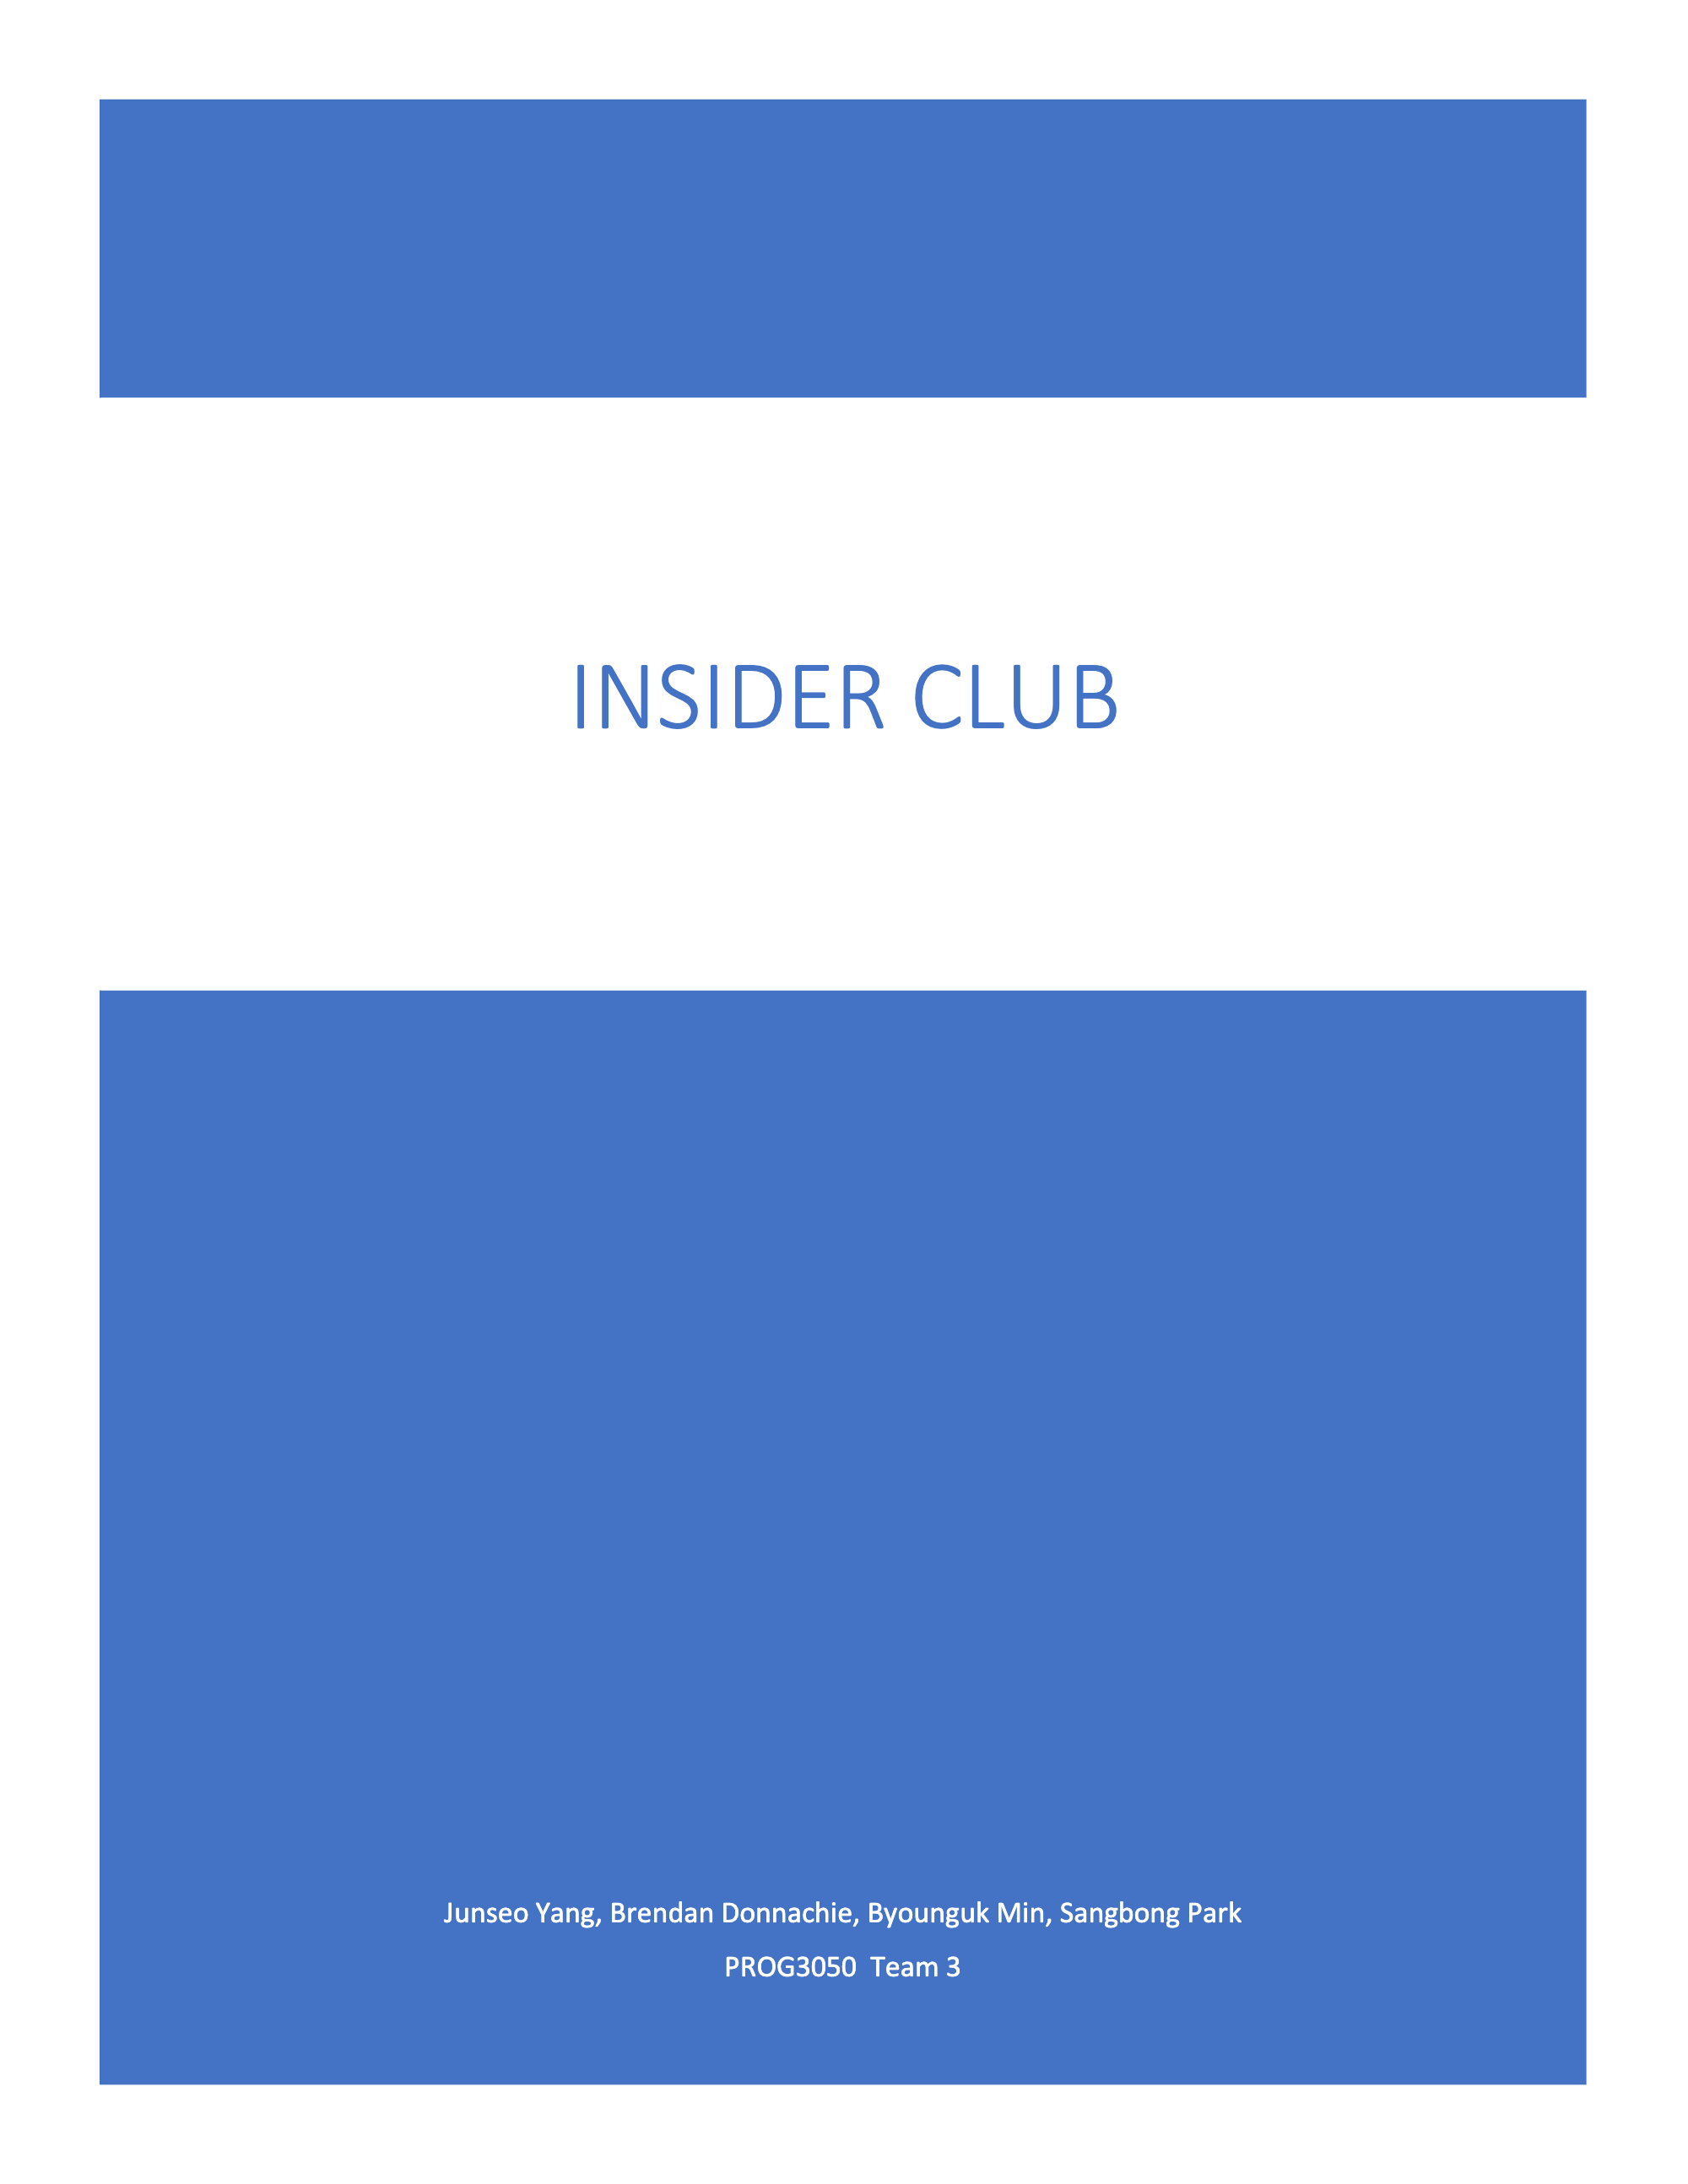 INSIDER CLUB
Junseo Yang, Brendan Donnachie, Byounguk Min, Sangbong Park
PROG3050  Team 3